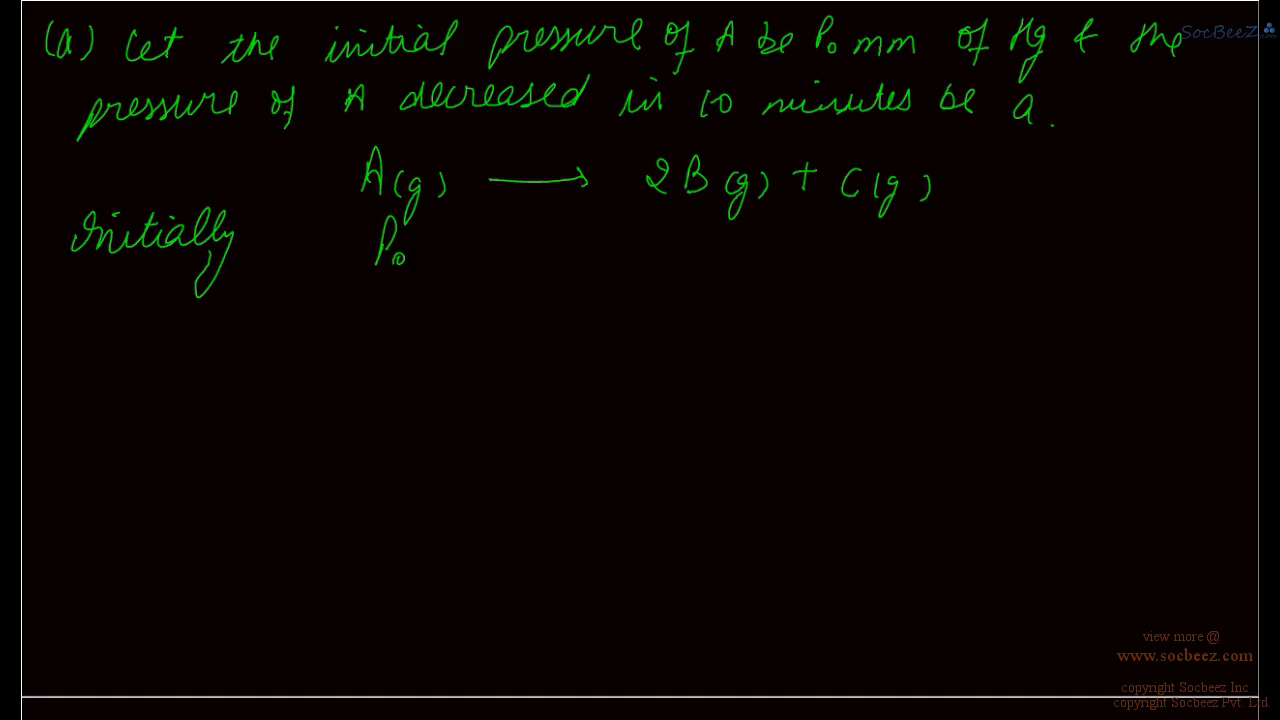 (a) Let the initial pressure of A be P₀ mm of Hg & the
SocBeeZ
pressure of A decreased in 10 minutes be a.
A(g) ⟶ 2B(g) + C(g)
Initially P₀
view more @
www.socbeez.com
copyright Socbeez Inc
copyright Socbeez Pvt Ltd